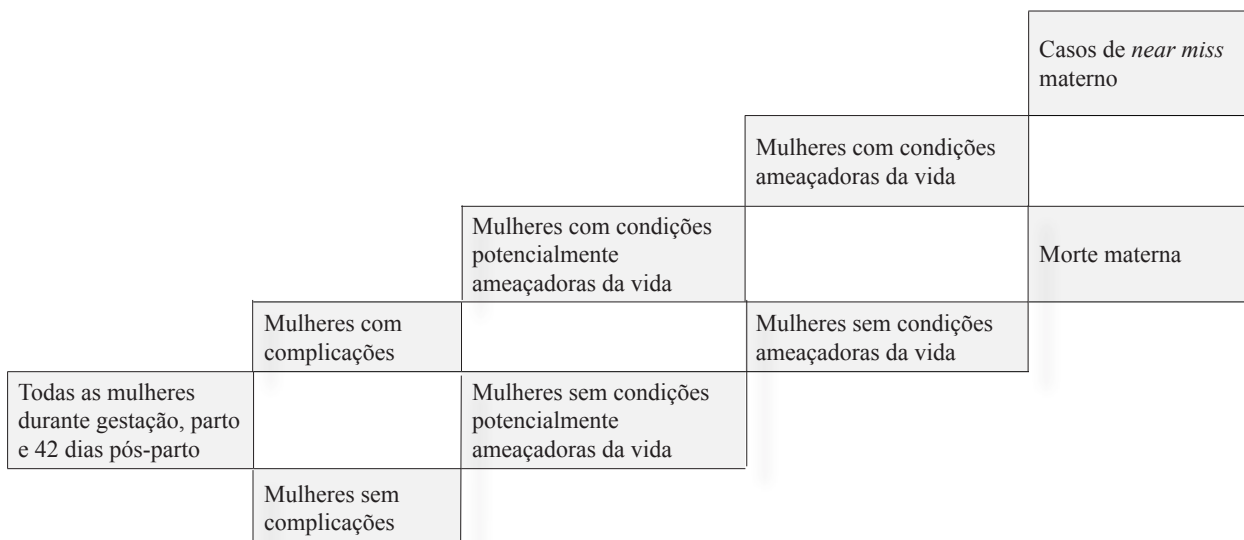 Casos de near miss
materno
Mulheres com condições
ameaçadoras da vida
Mulheres com condições
potencialmente
ameaçadoras da vida
Morte materna
Mulheres com
complicações
Mulheres sem condições
ameaçadoras da vida
Todas as mulheres
durante gestação, parto
e 42 dias pós-parto
Mulheres sem condições
potencialmente
ameaçadoras da vida
Mulheres sem
complicações